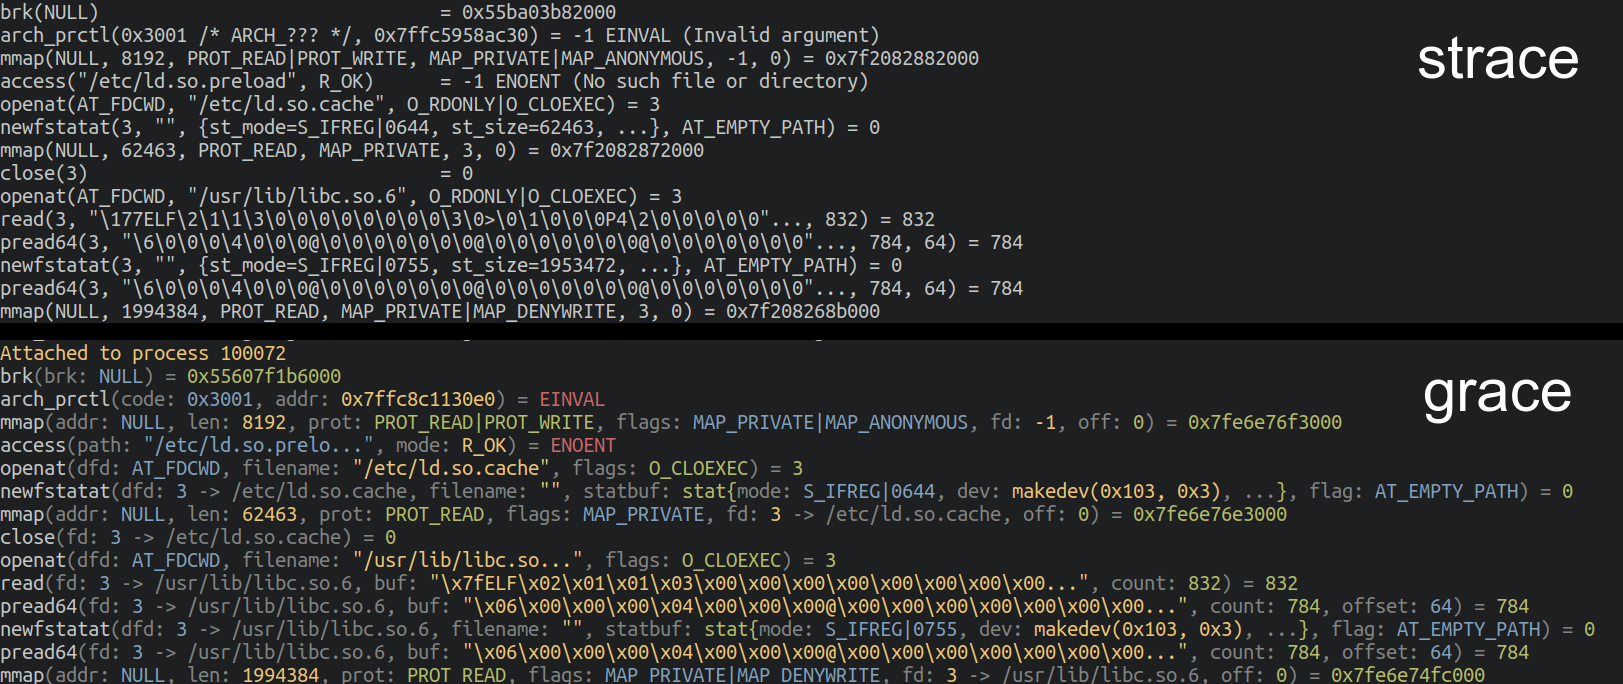 brk(NULL)                               = 0x55ba03b82000
arch_prctl(0x3001 /* ARCH_??? */, 0x7ffc5958ac30) = -1 EINVAL (Invalid argument)
mmap(NULL, 8192, PROT_READ|PROT_WRITE, MAP_PRIVATE|MAP_ANONYMOUS, -1, 0) = 0x7f2082882000
strace
access("/etc/ld.so.preload", R_OK)      = -1 ENOENT (No such file or directory)
openat(AT_FDCWD, "/etc/ld.so.cache", O_RDONLY|O_CLOEXEC) = 3
newfstatat(3, "", {st_mode=S_IFREG|0644, st_size=62463, ...}, AT_EMPTY_PATH) = 0
mmap(NULL, 62463, PROT_READ, MAP_PRIVATE, 3, 0) = 0x7f2082872000
close(3)                                = 0
openat(AT_FDCWD, "/usr/lib/libc.so.6", O_RDONLY|O_CLOEXEC) = 3
read(3, "\177ELF\2\1\1\3\0\0\0\0\0\0\0\0\3\0>\0\1\0\0\0P4\2\0\0\0\0\0"..., 832) = 832
pread64(3, "\6\0\0\0\4\0\0\0@\0\0\0\0\0\0\0@\0\0\0\0\0\0\0@\0\0\0\0\0\0\0"..., 784, 64) = 784
newfstatat(3, "", {st_mode=S_IFREG|0755, st_size=1953472, ...}, AT_EMPTY_PATH) = 0
pread64(3, "\6\0\0\0\4\0\0\0@\0\0\0\0\0\0\0@\0\0\0\0\0\0\0@\0\0\0\0\0\0\0"..., 784, 64) = 784
mmap(NULL, 1994384, PROT_READ, MAP_PRIVATE|MAP_DENYWRITE, 3, 0) = 0x7f208268b000
Attached to process 100072
brk(brk: NULL) = 0x55607f1b6000
grace
arch_prctl(code: 0x3001, addr: 0x7ffc8c1130e0) = EINVAL
mmap(addr: NULL, len: 8192, prot: PROT_READ|PROT_WRITE, flags: MAP_PRIVATE|MAP_ANONYMOUS, fd: -1, off: 0) = 0x7fe6e76f3000
access(path: "/etc/ld.so.prelo...", mode: R_OK) = ENOENT
openat(dfd: AT_FDCWD, filename: "/etc/ld.so.cache", flags: O_CLOEXEC) = 3
newfstatat(dfd: 3 -> /etc/ld.so.cache, filename: "", statbuf: stat{mode: S_IFREG|0644, dev: makedev(0x103, 0x3), ...}, flag: AT_EMPTY_PATH) = 0
mmap(addr: NULL, len: 62463, prot: PROT_READ, flags: MAP_PRIVATE, fd: 3 -> /etc/ld.so.cache, off: 0) = 0x7fe6e76e3000
close(fd: 3 -> /etc/ld.so.cache) = 0
openat(dfd: AT_FDCWD, filename: "/usr/lib/libc.so...", flags: O_CLOEXEC) = 3
read(fd: 3 -> /usr/lib/libc.so.6, buf: "\x7fELF\x02\x01\x01\x03\x00\x00\x00\x00\x00\x00\x00\x00...", count: 832) = 832
pread64(fd: 3 -> /usr/lib/libc.so.6, buf: "\x06\x00\x00\x00\x04\x00\x00\x00@\x00\x00\x00\x00\x00\x00\x00...", count: 784, offset: 64) = 784
newfstatat(dfd: 3 -> /usr/lib/libc.so.6, filename: "", statbuf: stat{mode: S_IFREG|0755, dev: makedev(0x103, 0x3), ...}, flag: AT_EMPTY_PATH) = 0
pread64(fd: 3 -> /usr/lib/libc.so.6, buf: "\x06\x00\x00\x00\x04\x00\x00\x00@\x00\x00\x00\x00\x00\x00\x00...", count: 784, offset: 64) = 784
mmap(addr: NULL, len: 1994384, prot: PROT_READ, flags: MAP_PRIVATE|MAP_DENYWRITE, fd: 3 -> /usr/lib/libc.so.6, off: 0) = 0x7fe6e74fc000